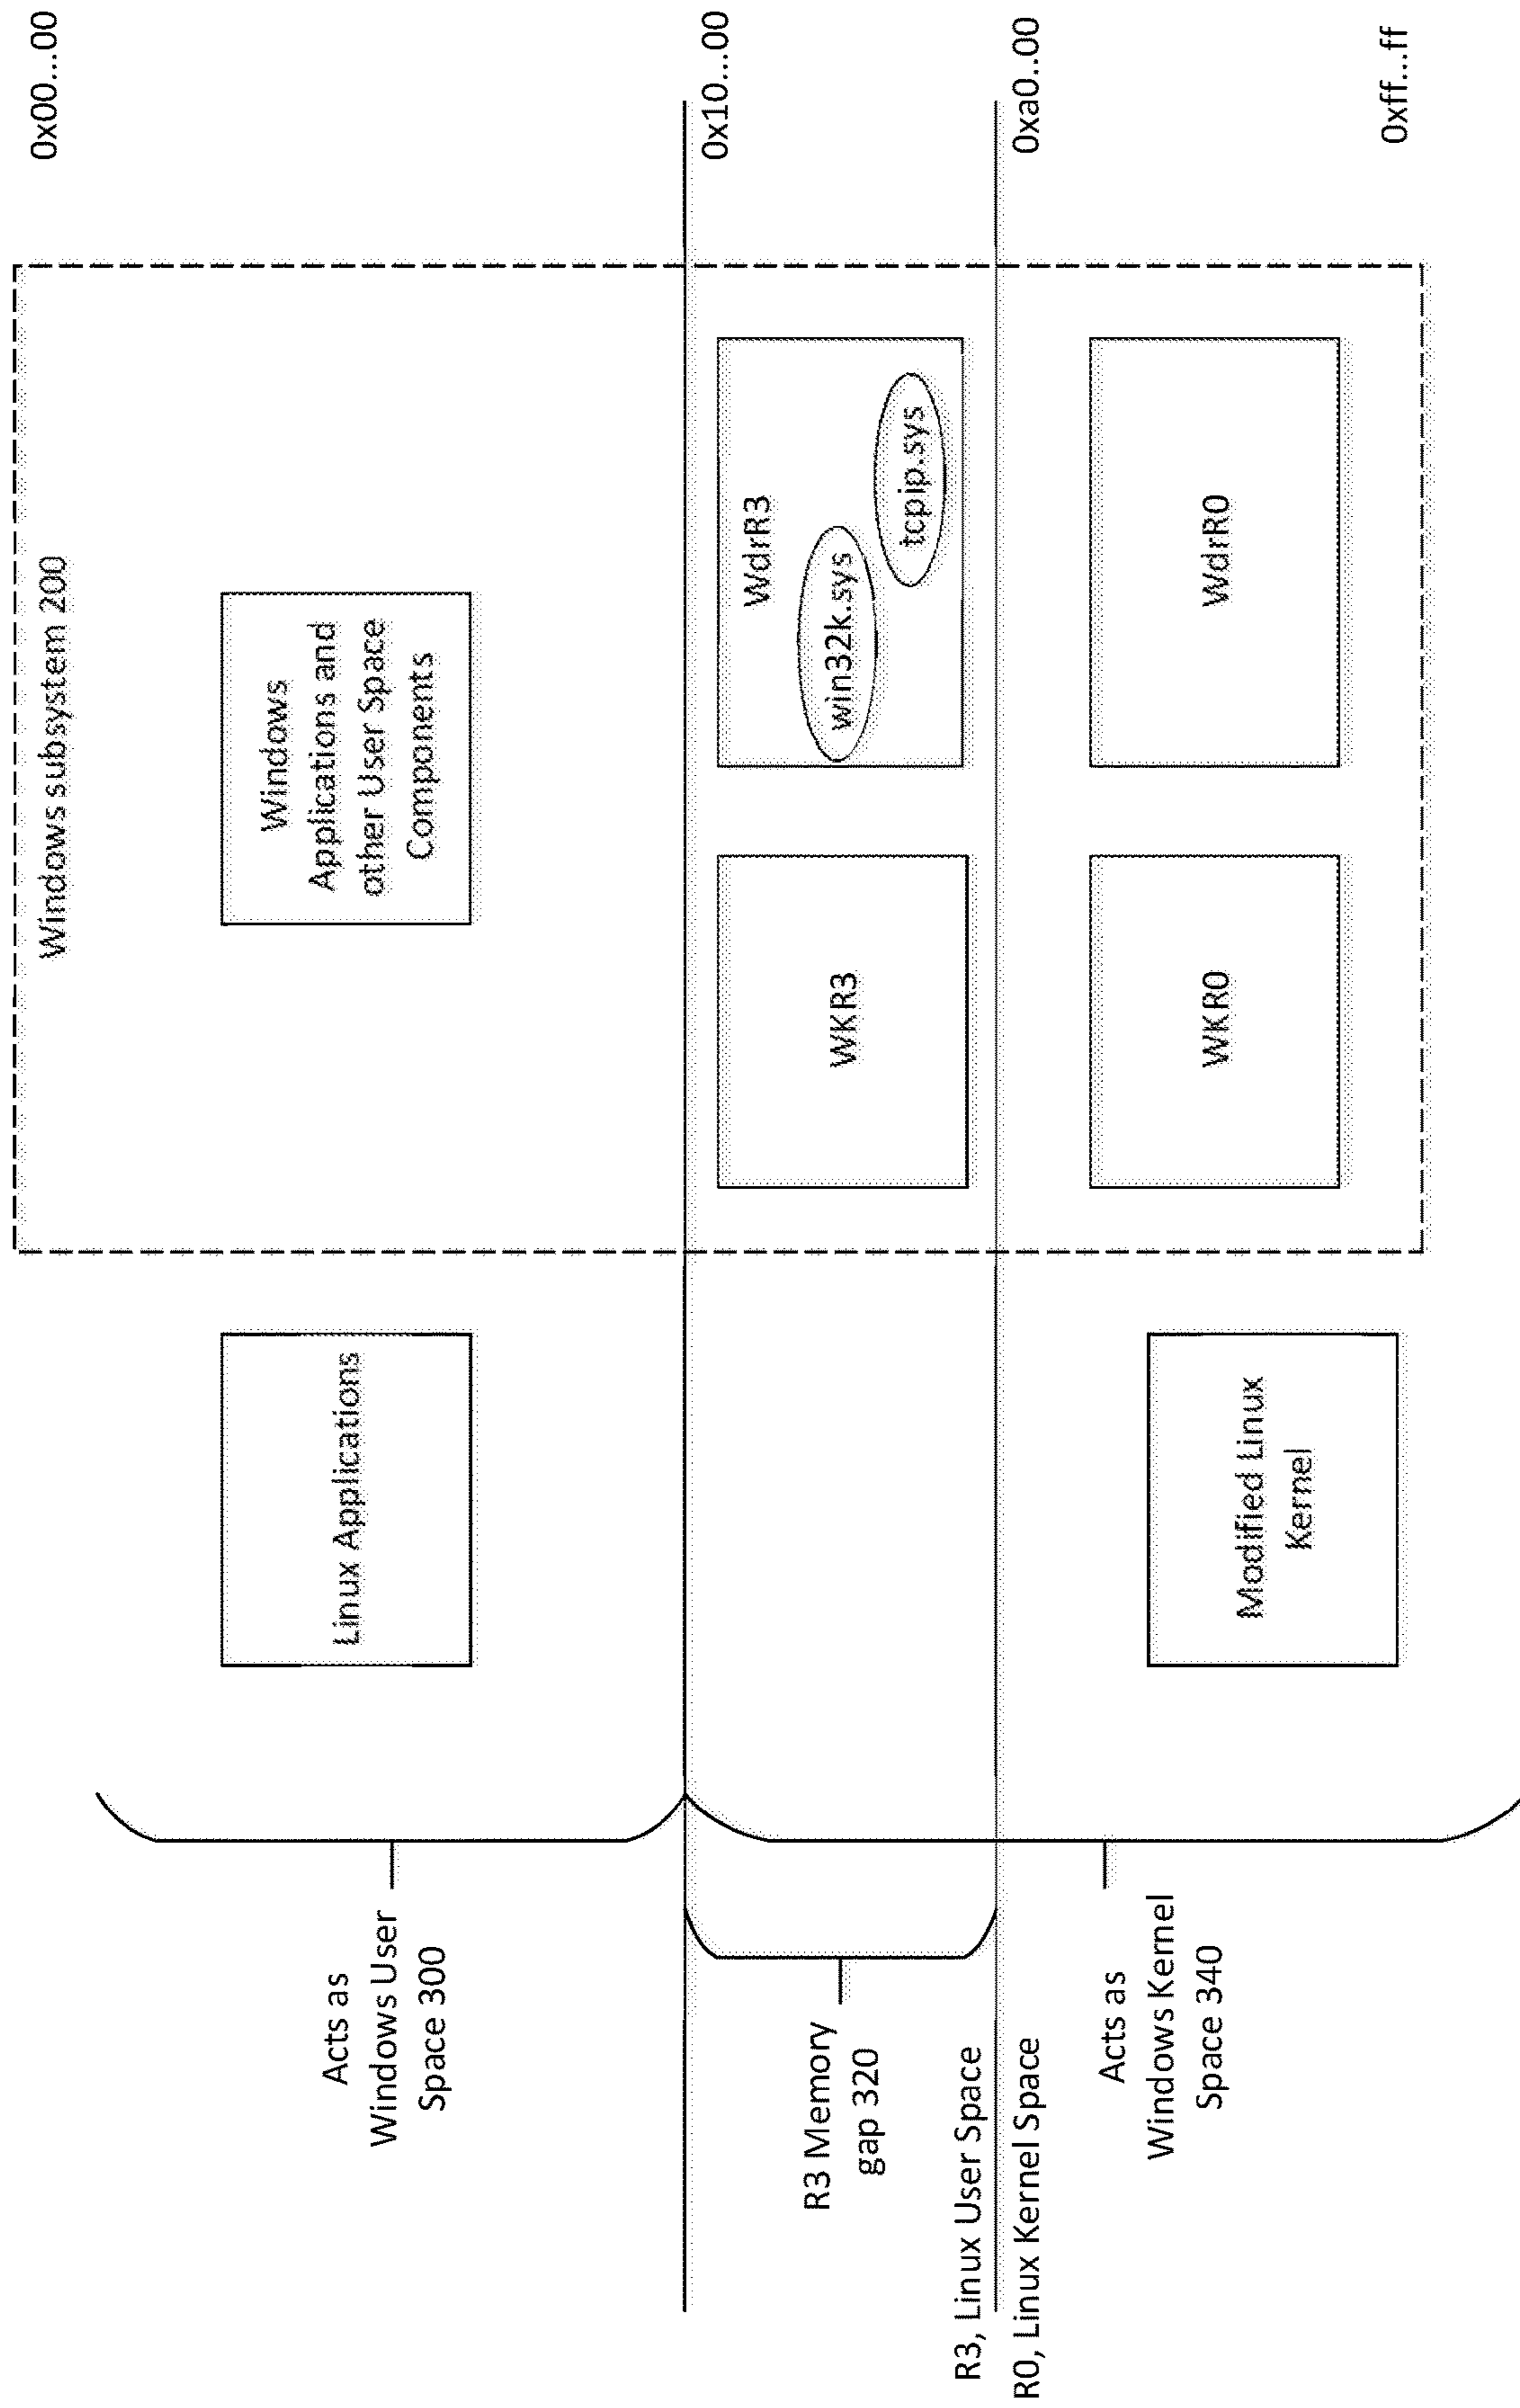 Windows subsystem 200
0x00...00
Acts as
Windows User
Space 300
Linux Applications
Windows
Applications and
other User Space
Components
0x10...00
R3 Memory
gap 320
WKR3
WdrR3
win32k.sys
tcpip.sys
R3, Linux User Space
R0, Linux Kernel Space
0xa0..00
Acts as
Windows Kernel
Space 340
Modified Linux
Kernel
WKR0
WdrR0
0xff...ff